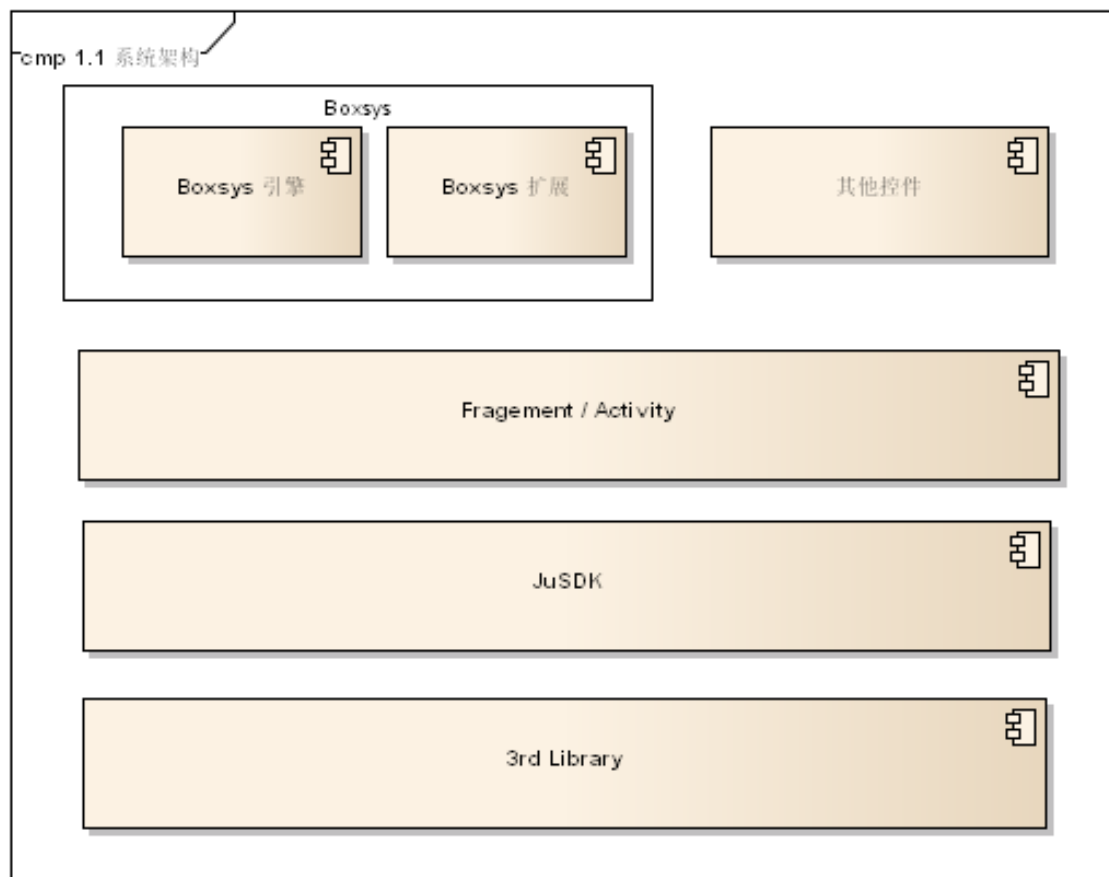 cmp 1.1 系统架构
Boxsys
Boxsys 引擎
Boxsys 扩展
其他控件
Fragement / Activity
JuSDK
3rd Library